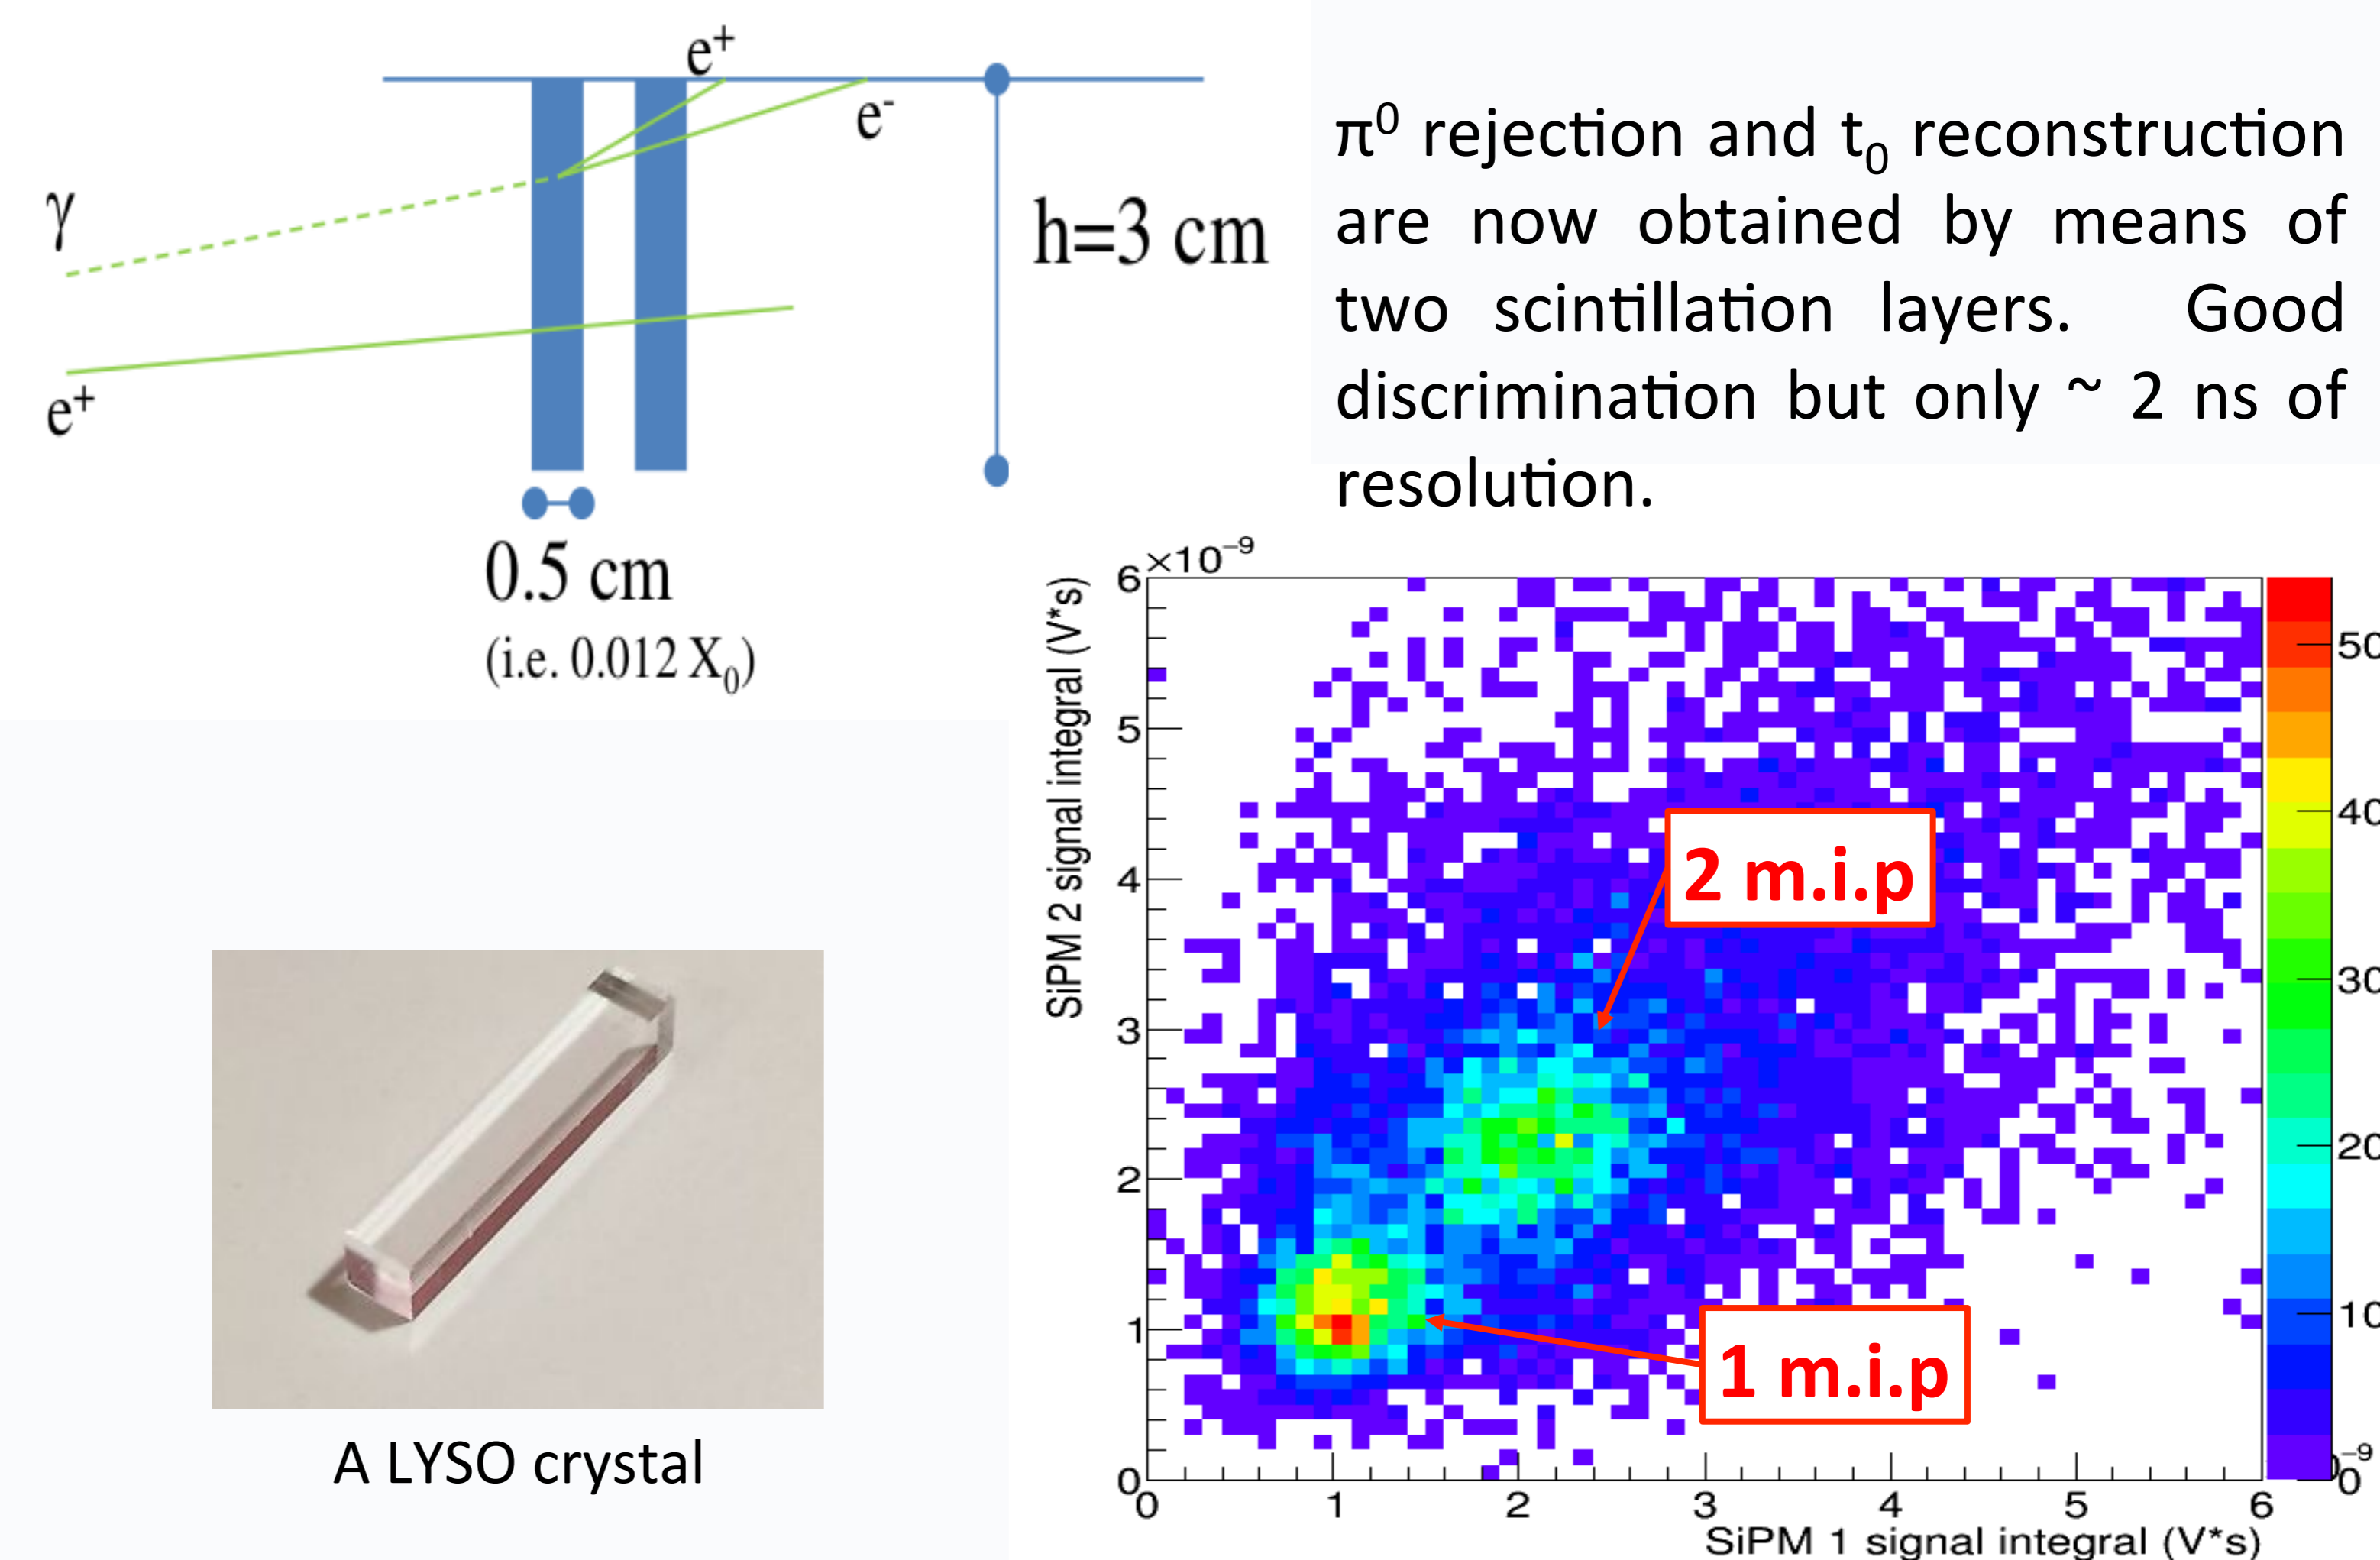 e⁺
e⁻
γ
h=3 cm
e⁺
0.5 cm
(i.e. 0.012 X₀)
π⁰ rejection and t₀ reconstruction
are now obtained by means of
two scintillation layers. Good
discrimination but only ~ 2 ns of
resolution.
A LYSO crystal
×10⁻⁹
SiPM 2 signal integral (V*s)
6
5
4
3
2
1
0
2 m.i.p
1 m.i.p
0 1 2 3 4 5 6
SiPM 1 signal integral (V*s)
50
40
30
20
10
0